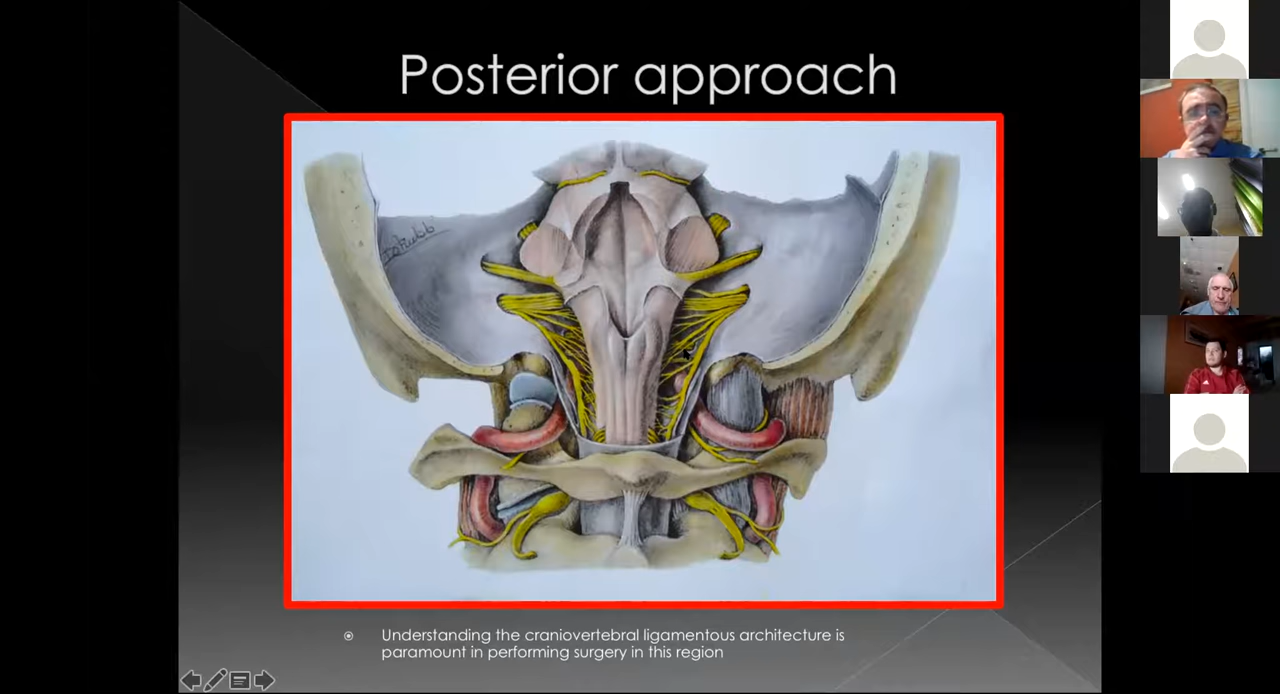 Posterior approach
Understanding the craniovertebral ligamentous architecture is
paramount in performing surgery in this region